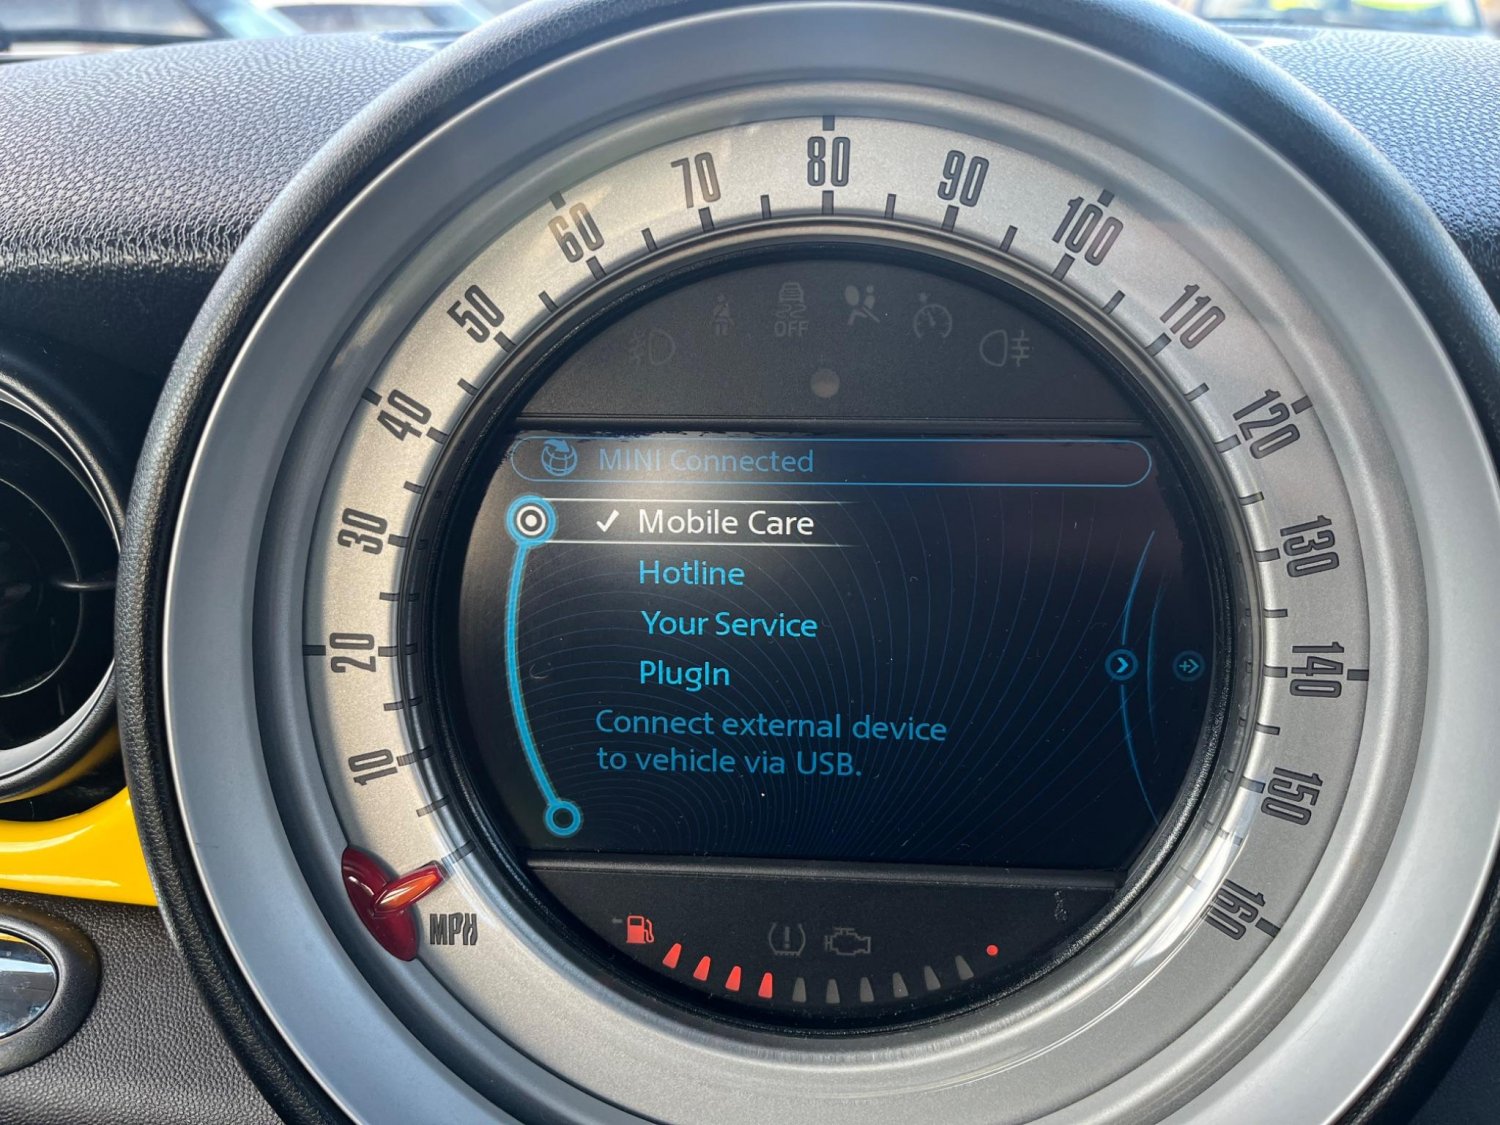 80
70
90
60
100
50
110
40
120
OFF
MINI Connected
✓ Mobile Care
30
130
Hotline
Your Service
20
140
PlugIn
Connect external device
to vehicle via USB.
10
150
MPH
160